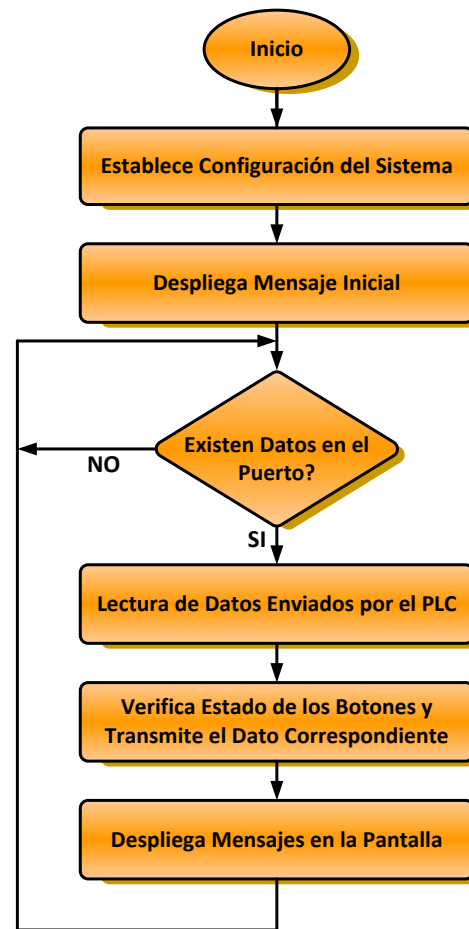 Inicio
Establece Configuración del Sistema
Despliega Mensaje Inicial
Existen Datos en el
Puerto?
NO
SI
Lectura de Datos Enviados por el PLC
Verifica Estado de los Botones y
Transmite el Dato Correspondiente
Despliega Mensajes en la Pantalla